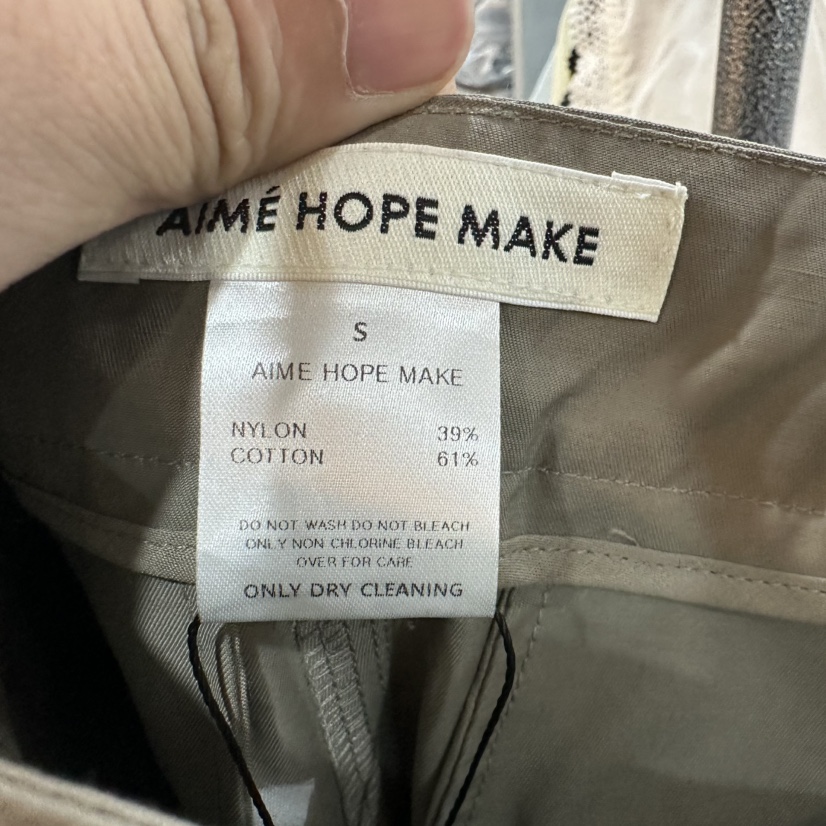 AIMÉ HOPE MAKE
S
AIME HOPE MAKE
NYLON 39%
COTTON 61%
DO NOT WASH DO NOT BLEACH
ONLY NON CHLORINE BLEACH
OVER FOR CARE
ONLY DRY CLEANING